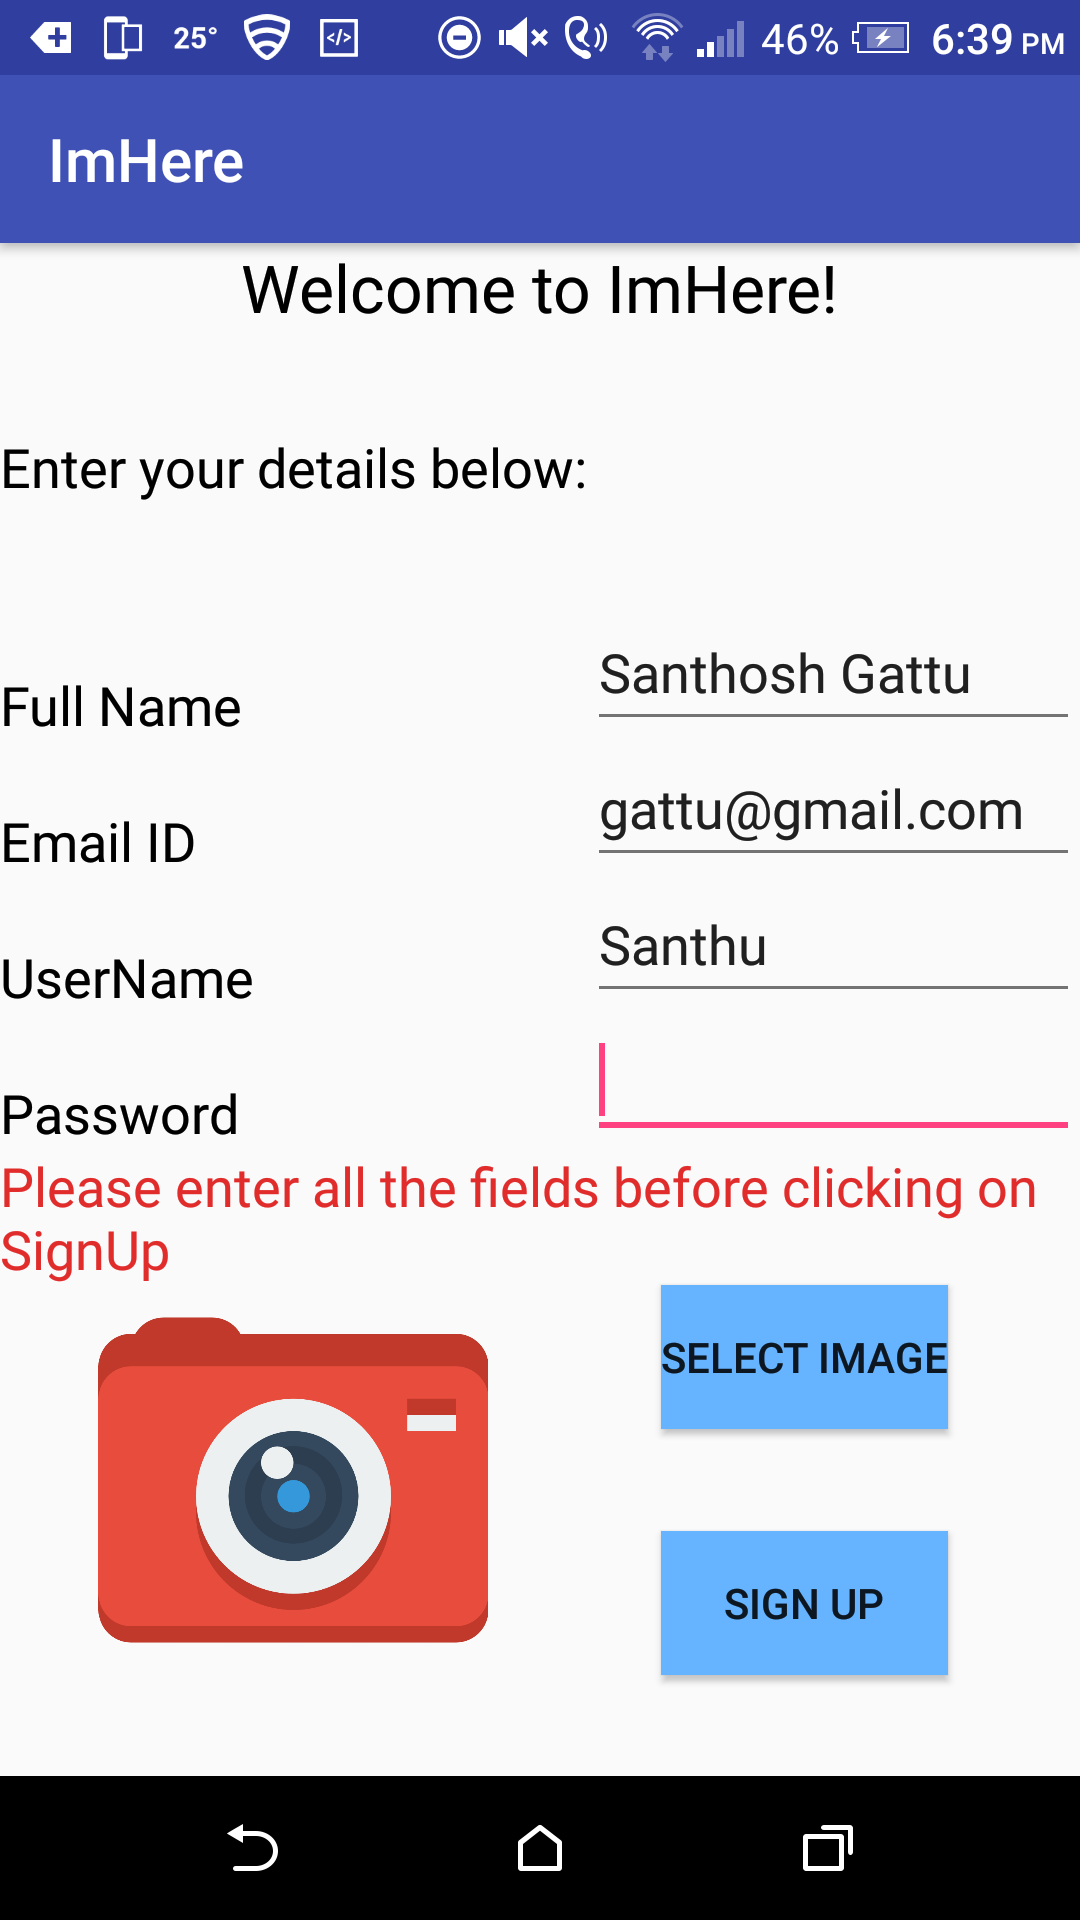 25° </> 46% 6:39 PM
ImHere
Welcome to ImHere!
Enter your details below:
Full Name Santhosh Gattu
Email ID gattu@gmail.com
UserName Santhu
Password
Please enter all the fields before clicking on
SignUp
SELECT IMAGE
SIGN UP